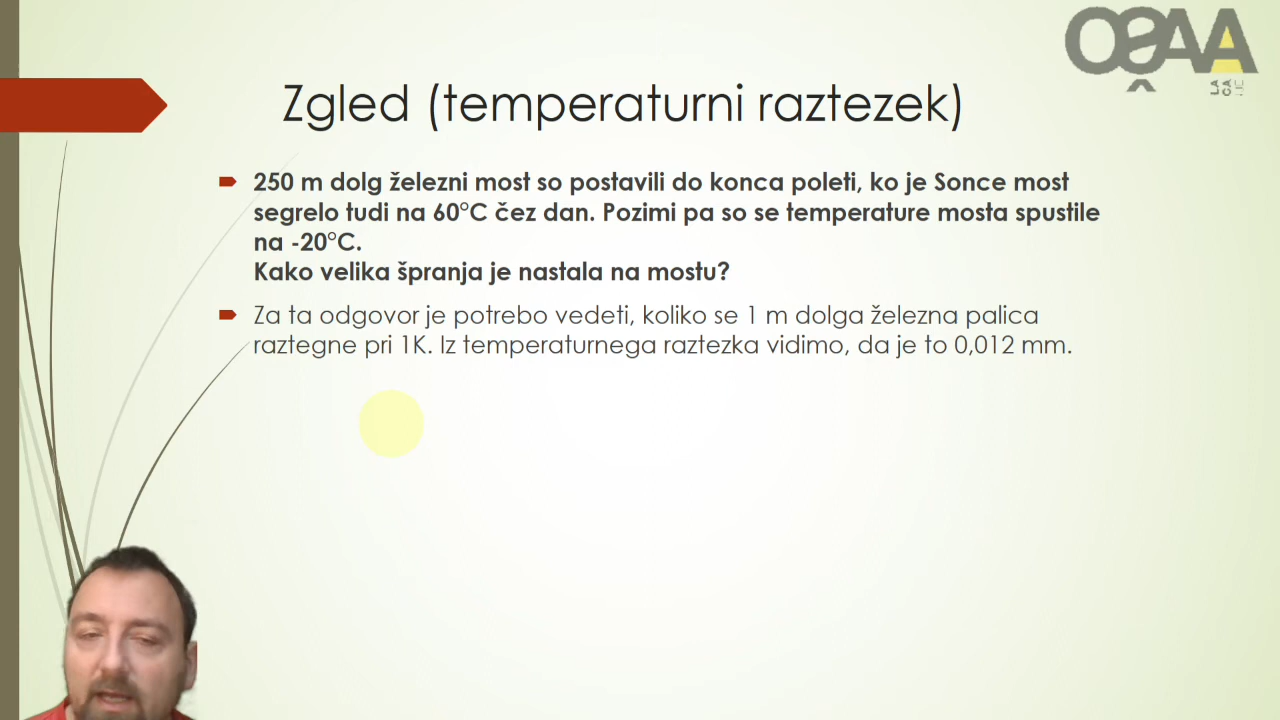 Zgled (temperaturni raztezek)
250 m dolg železni most so postavili do konca poleti, ko je Sonce most
segrelo tudi na 60°C čez dan. Pozimi pa so se temperature mosta spustile
na -20°C.
Kako velika špranja je nastala na mostu?
Za ta odgovor je potrebo vedeti, koliko se 1 m dolga železna palica
raztegne pri 1K. Iz temperaturnega raztezka vidimo, da je to 0,012 mm.